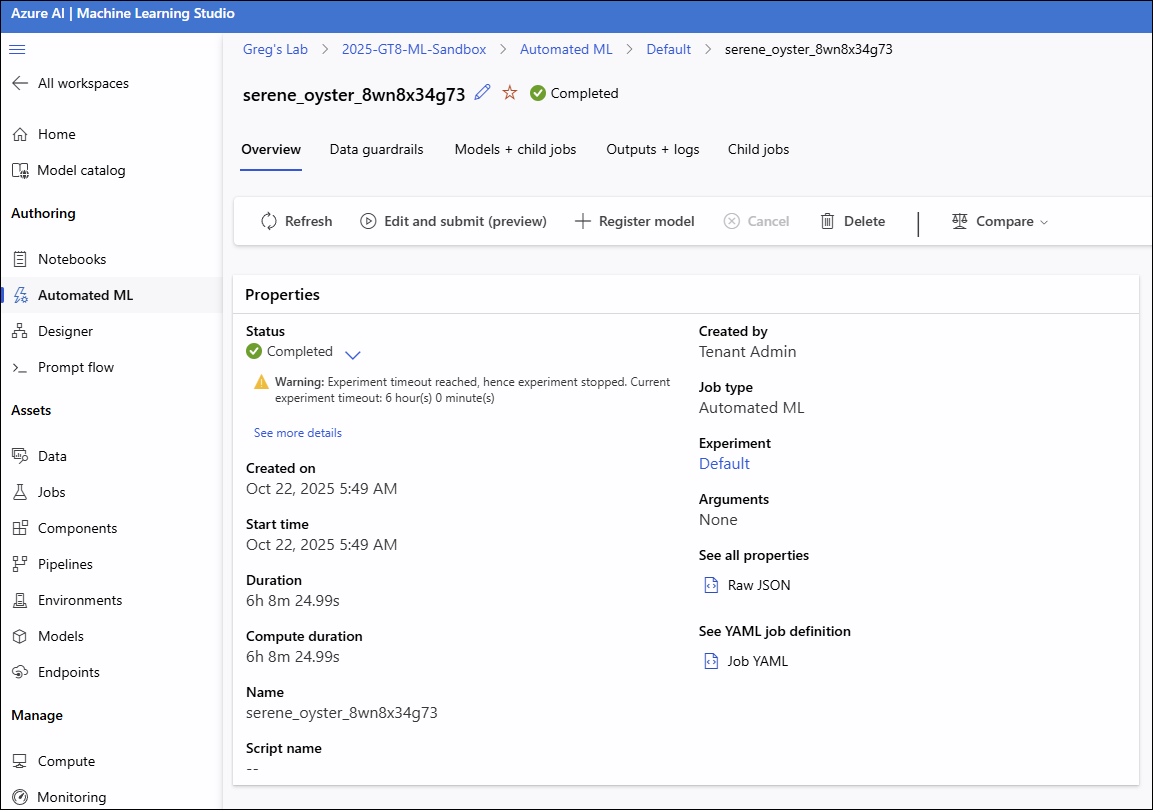 Azure AI | Machine Learning Studio
All workspaces
Home
Model catalog
Authoring
Notebooks
Automated ML
Designer
Prompt flow
Assets
Data
Jobs
Components
Pipelines
Environments
Models
Endpoints
Manage
Compute
Monitoring
Greg's Lab > 2025-GT8-ML-Sandbox > Automated ML > Default > serene_oyster_8wn8x34g73
serene_oyster_8wn8x34g73 Completed
Overview Data guardrails Models + child jobs Outputs + logs Child jobs
Refresh Edit and submit (preview) Register model Cancel Delete | Compare
Properties
Status
Completed
Warning: Experiment timeout reached, hence experiment stopped. Current
experiment timeout: 6 hour(s) 0 minute(s)
See more details
Created on
Oct 22, 2025 5:49 AM
Start time
Oct 22, 2025 5:49 AM
Duration
6h 8m 24.99s
Compute duration
6h 8m 24.99s
Name
serene_oyster_8wn8x34g73
Script name
--
Created by
Tenant Admin
Job type
Automated ML
Experiment
Default
Arguments
None
See all properties
Raw JSON
See YAML job definition
Job YAML